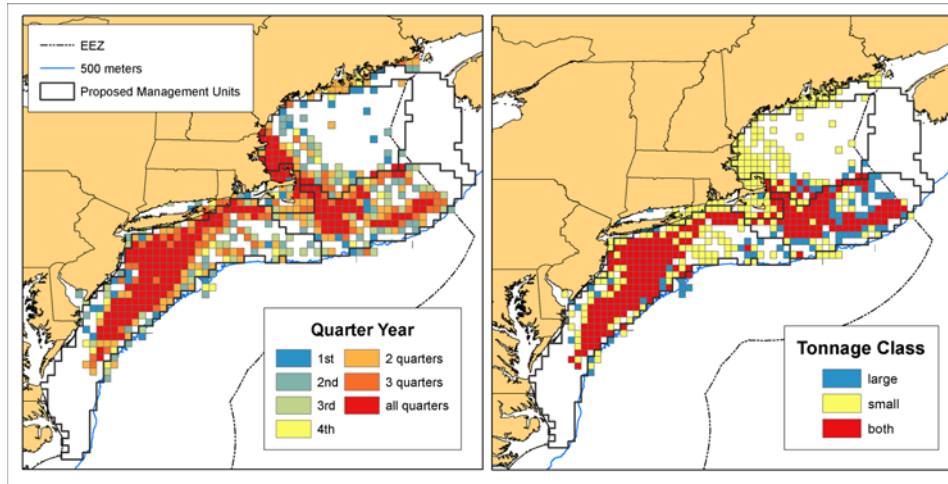 EEZ
500 meters
Proposed Management Units
Quarter Year
1st 2 quarters
2nd 3 quarters
3rd all quarters
4th
Tonnage Class
large
small
both